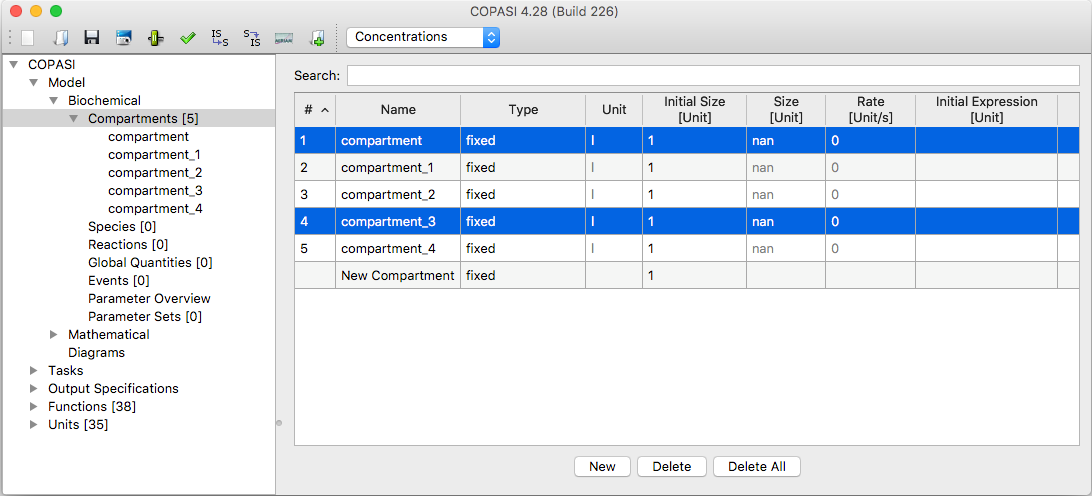 COPASI 4.28 (Build 226)
IS S
S IS
Concentrations
COPASI
Model
Biochemical
Compartments [5]
compartment
compartment_1
compartment_2
compartment_3
compartment_4
Species [0]
Reactions [0]
Global Quantities [0]
Events [0]
Parameter Overview
Parameter Sets [0]
Mathematical
Diagrams
Tasks
Output Specifications
Functions [38]
Units [35]
Search:
# Name Type Unit Initial Size [Unit] Size [Unit] Rate [Unit/s] Initial Expression [Unit]
1 compartment fixed l 1 nan 0
2 compartment_1 fixed l 1 nan 0
3 compartment_2 fixed l 1 nan 0
4 compartment_3 fixed l 1 nan 0
5 compartment_4 fixed l 1 nan 0
New Compartment fixed 1
New Delete Delete All